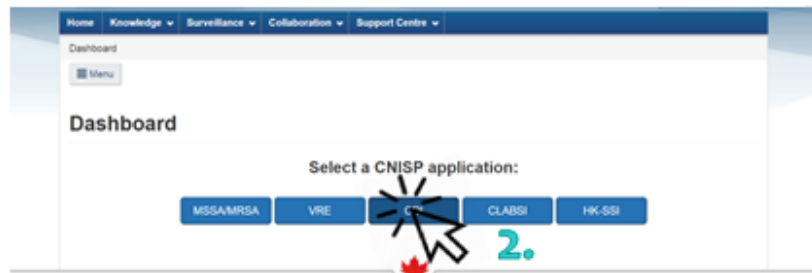 Home Knowledge Surveillance Collaboration Support Centre
Dashboard
Menu
Dashboard
Select a CNISP application:
MSSA/MRSA VRE CLABSI HK-SSI
2.